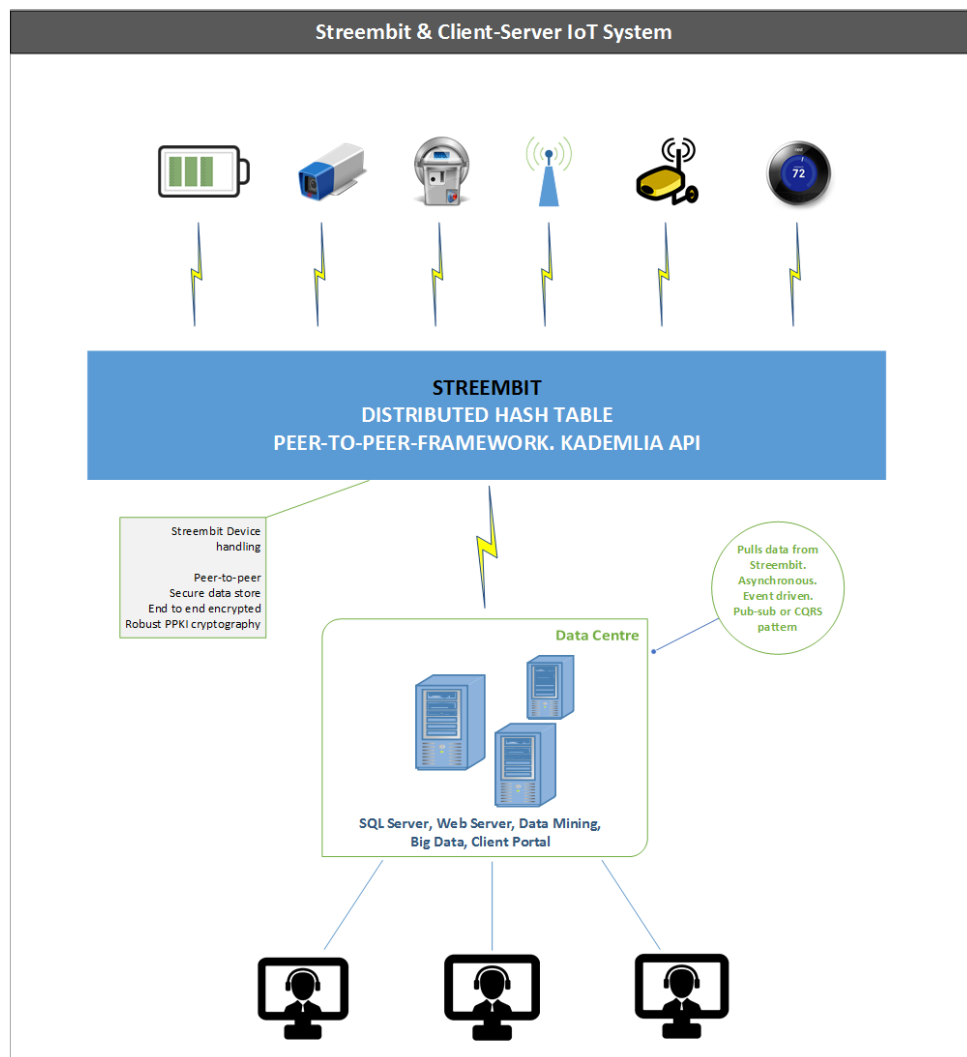 Streembit & Client-Server IoT System
72
STREEMBIT
DISTRIBUTED HASH TABLE
PEER-TO-PEER-FRAMEWORK. KADEMLIA API
Streembit Device
handling
Peer-to-peer
Secure data store
End to end encrypted
Robust PPKI cryptography
Pulls data from
Streembit.
Asynchronous.
Event driven.
Pub-sub or CQRS
pattern
Data Centre
SQL Server, Web Server, Data Mining,
Big Data, Client Portal